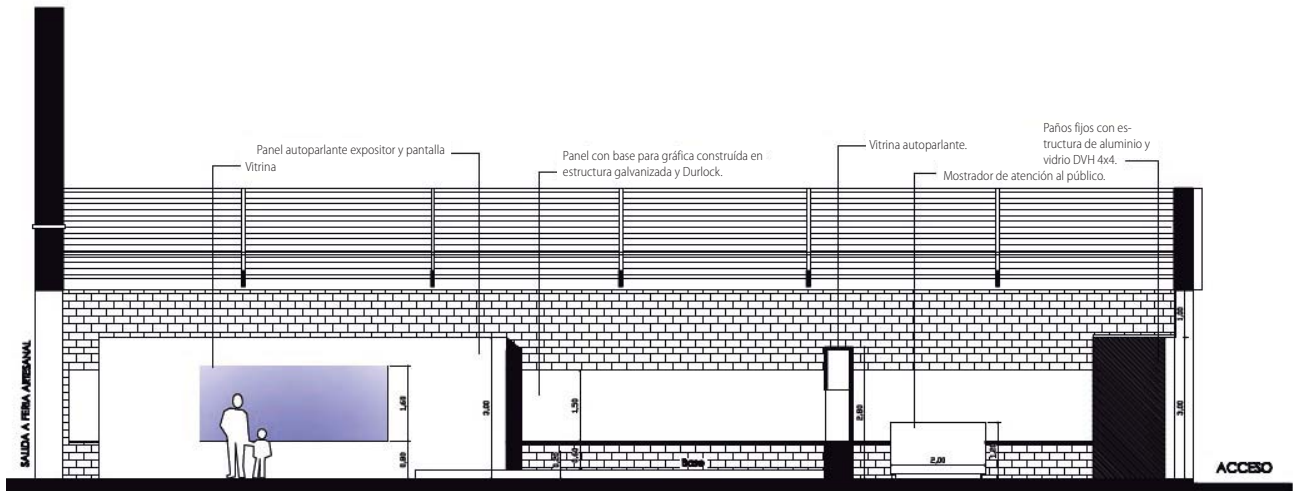 Paños fijos con es-
tructura de aluminio y
vidrio DVH 4x4.
Panel autoparlante expositor y pantalla
Vitrina
Panel con base para gráfica construída en
estructura galvanizada y Durlock.
Vitrina autoparlante.
Mostrador de atención al público.
SALIDA A FERIA ARTESANAL
1,00
1,60
0,80
3,00
1,50
0,60
2,80
2,00
3,00
Base
ACCESO